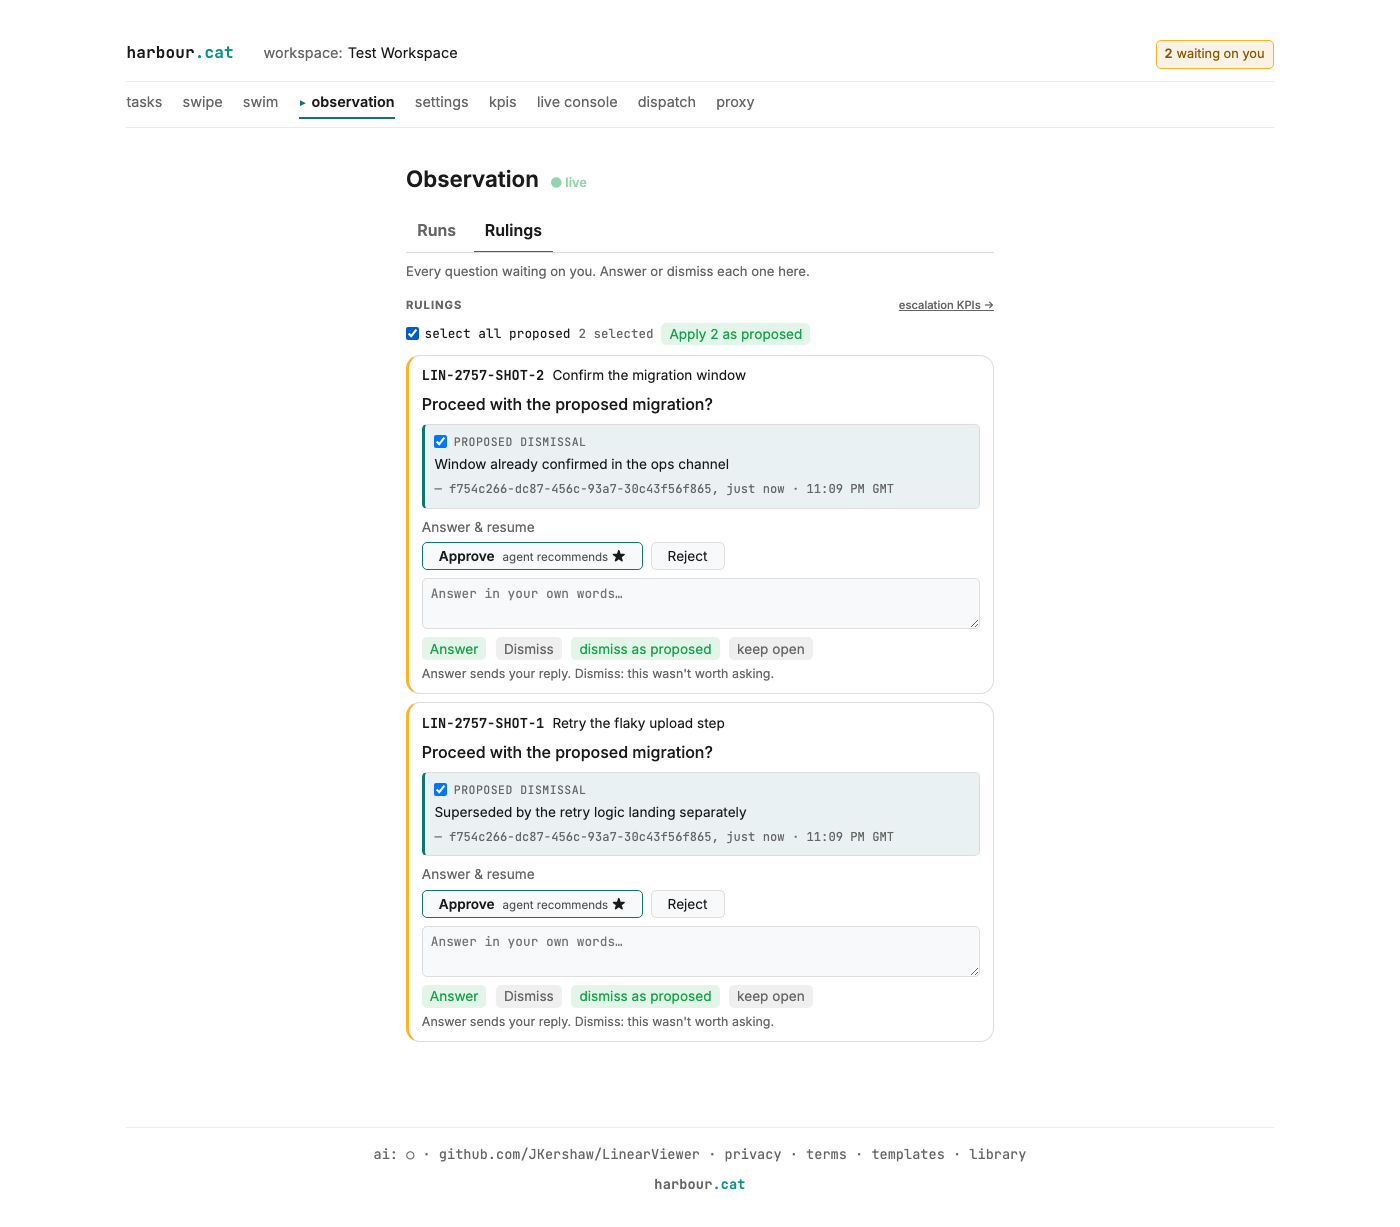 harbour.cat workspace: Test Workspace 2 waiting on you
tasks swipe swim ▸ observation settings kpis live console dispatch proxy
Observation ● live
Runs Rulings
Every question waiting on you. Answer or dismiss each one here.
RULINGS escalation KPIs →
select all proposed 2 selected Apply 2 as proposed
LIN-2757-SHOT-2 Confirm the migration window
Proceed with the proposed migration?
PROPOSED DISMISSAL
Window already confirmed in the ops channel
— f754c266-dc87-456c-93a7-30c43f56f865, just now · 11:09 PM GMT
Answer & resume
Approve agent recommends ★ Reject
Answer in your own words…
Answer Dismiss dismiss as proposed keep open
Answer sends your reply. Dismiss: this wasn't worth asking.
LIN-2757-SHOT-1 Retry the flaky upload step
Proceed with the proposed migration?
PROPOSED DISMISSAL
Superseded by the retry logic landing separately
— f754c266-dc87-456c-93a7-30c43f56f865, just now · 11:09 PM GMT
Answer & resume
Approve agent recommends ★ Reject
Answer in your own words…
Answer Dismiss dismiss as proposed keep open
Answer sends your reply. Dismiss: this wasn't worth asking.
ai: ○ · github.com/JKershaw/LinearViewer · privacy · terms · templates · library
harbour.cat